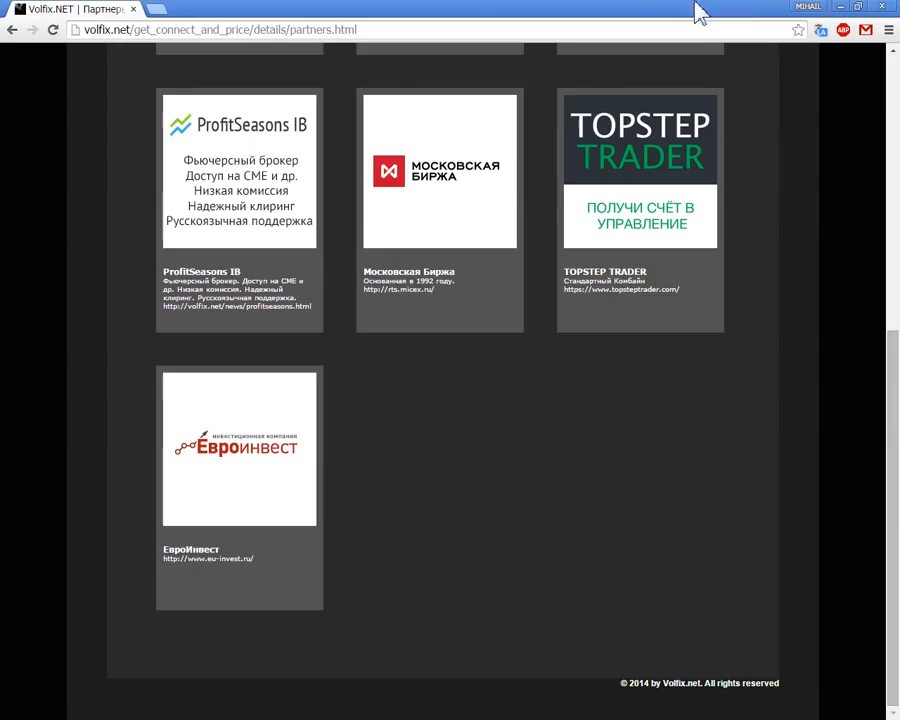 Volfix.NET | Партнеры
MIHAIL
volfix.net/get_connect_and_price/details/partners.html
ABP
ProfitSeasons IB
Фьючерсный брокер
Доступ на CME и др.
Низкая комиссия
Надежный клиринг
Русскоязычная поддержка
ProfitSeasons IB
Фьючерсный брокер. Доступ на CME и
др. Низкая комиссия. Надежный
клиринг. Русскоязычная поддержка.
http://volfix.net/news/profitseasons.html
МОСКОВСКАЯ
БИРЖА
Московская Биржа
Основанная в 1992 году.
http://rts.micex.ru/
TOPSTEP
TRADER
ПОЛУЧИ СЧЁТ В
УПРАВЛЕНИЕ
TOPSTEP TRADER
Стандартный Комбайн
https://www.topsteptrader.com/
ИНВЕСТИЦИОННАЯ КОМПАНИЯ
ЕвроИНВЕСТ
ЕвроИнвест
http://www.eu-invest.ru/
© 2014 by Volfix.net. All rights reserved